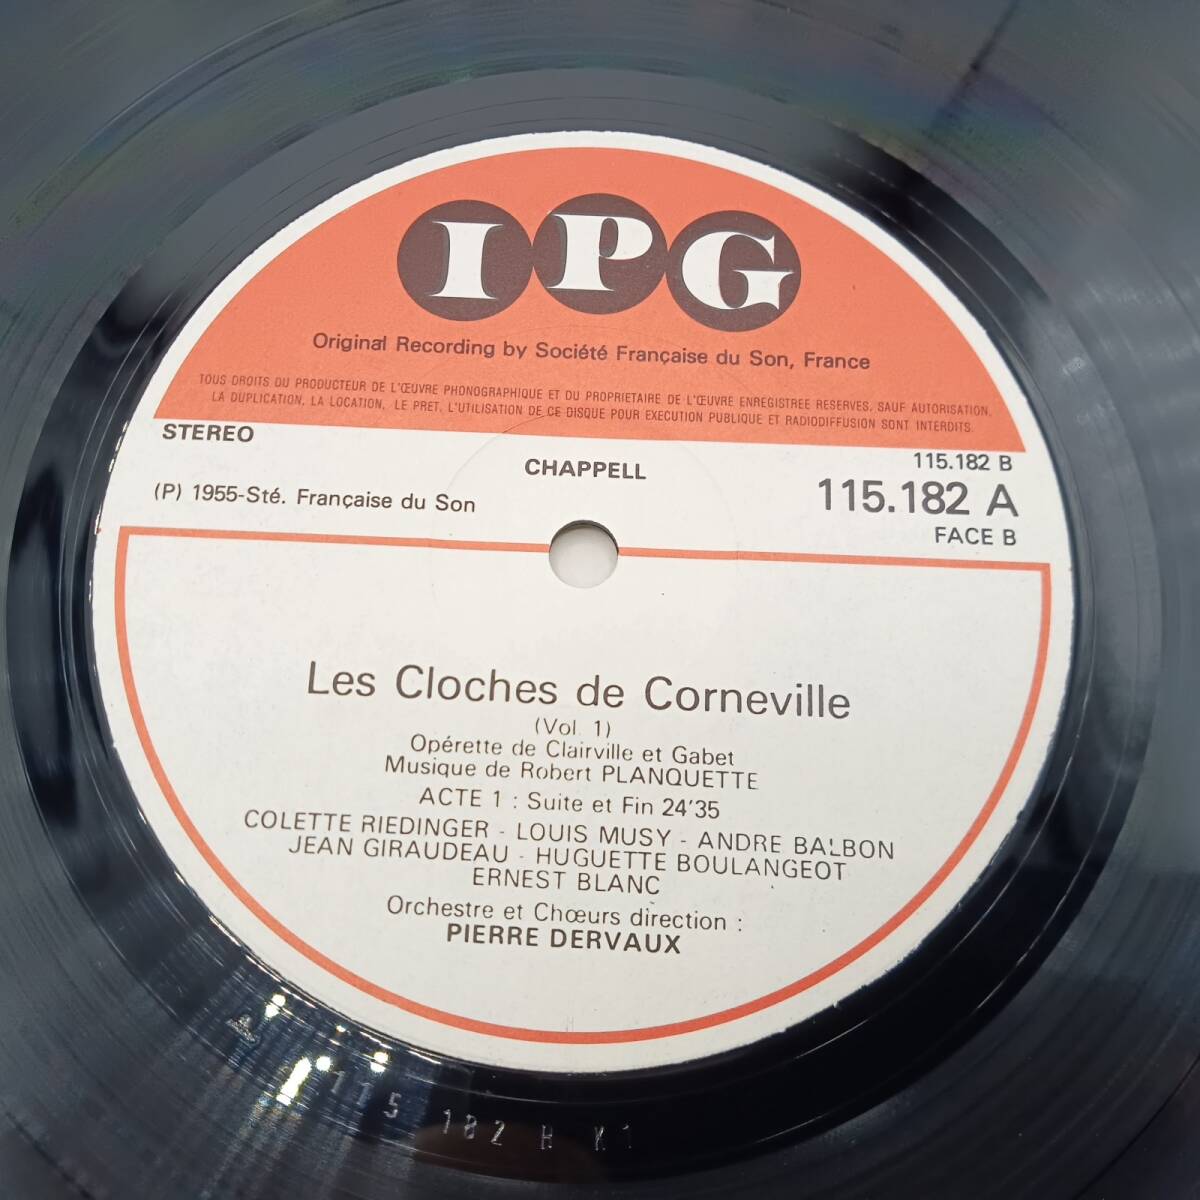 IPG
Original Recording by Société Française du Son, France
TOUS DROITS DU PRODUCTEUR DE L'ŒUVRE PHONOGRAPHIQUE ET DU PROPRIETAIRE DE L'ŒUVRE ENREGISTREE RESERVES. SAUF AUTORISATION,
LA DUPLICATION, LA LOCATION, LE PRET, L'UTILISATION DE CE DISQUE POUR EXECUTION PUBLIQUE ET RADIODIFFUSION SONT INTERDITS.
STEREO
CHAPPELL
115.182 B
(P) 1955-Sté. Française du Son
115.182 A
FACE B
Les Cloches de Corneville
(Vol. 1)
Opérette de Clairville et Gabet
Musique de Robert PLANQUETTE
ACTE 1 : Suite et Fin 24'35
COLETTE RIEDINGER - LOUIS MUSY - ANDRE BALBON
JEAN GIRAUDEAU - HUGUETTE BOULANGEOT
ERNEST BLANC
Orchestre et Chœurs direction :
PIERRE DERVAUX
115 182 K1